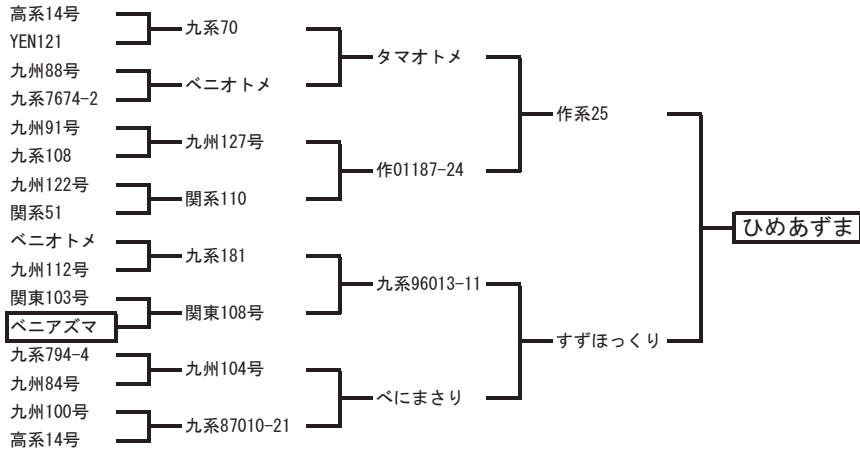 高系14号
YEN121
九州88号
九系7674-2
九州91号
九系108
九州122号
関系51
ベニオトメ
九州112号
関東103号
ベニアズマ
九系794-4
九州84号
九州100号
高系14号
九系70
ベニオトメ
九州127号
関系110
九系181
関東108号
九州104号
九系87010-21
タマオトメ
作01187-24
九系96013-11
べにまさり
作系25
すずほっくり
ひめあずま